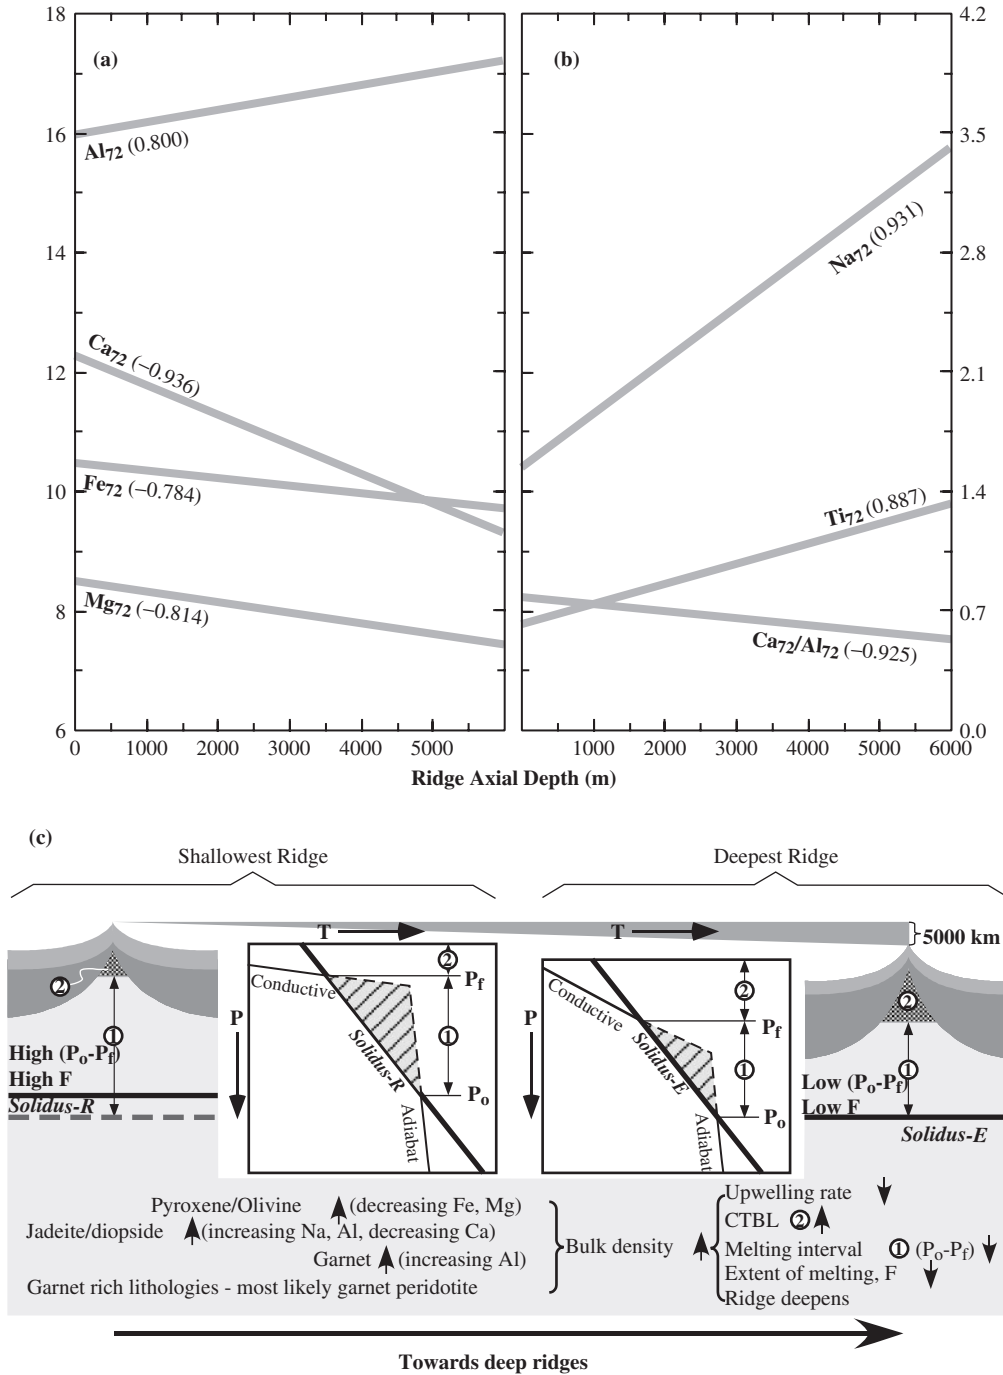 (a)
18
16
14
12
10
8
6
Al72 (0.800)
Ca72 (−0.936)
Fe72 (−0.784)
Mg72 (−0.814)
0 1000 2000 3000 4000 5000
(b)
4.2
3.5
2.8
2.1
1.4
0.7
0.0
Na72 (0.931)
Ti72 (0.887)
Ca72/Al72 (−0.925)
1000 2000 3000 4000 5000 6000
Ridge Axial Depth (m)
(c)
Shallowest Ridge
Deepest Ridge
T
T
5000 km
2
1
High (Po-Pf)
High F
Solidus-R
P
Conductive
Solidus-R
Adiabat
2
Pf
1
Po
P
Conductive
Solidus-E
Adiabat
2
Pf
1
Po
2
1
Low (Po-Pf)
Low F
Solidus-E
Pyroxene/Olivine (decreasing Fe, Mg)
Jadeite/diopside (increasing Na, Al, decreasing Ca)
Garnet (increasing Al)
Garnet rich lithologies - most likely garnet peridotite
Bulk density
Upwelling rate
CTBL 2
Melting interval 1 (Po-Pf)
Extent of melting, F
Ridge deepens
Towards deep ridges